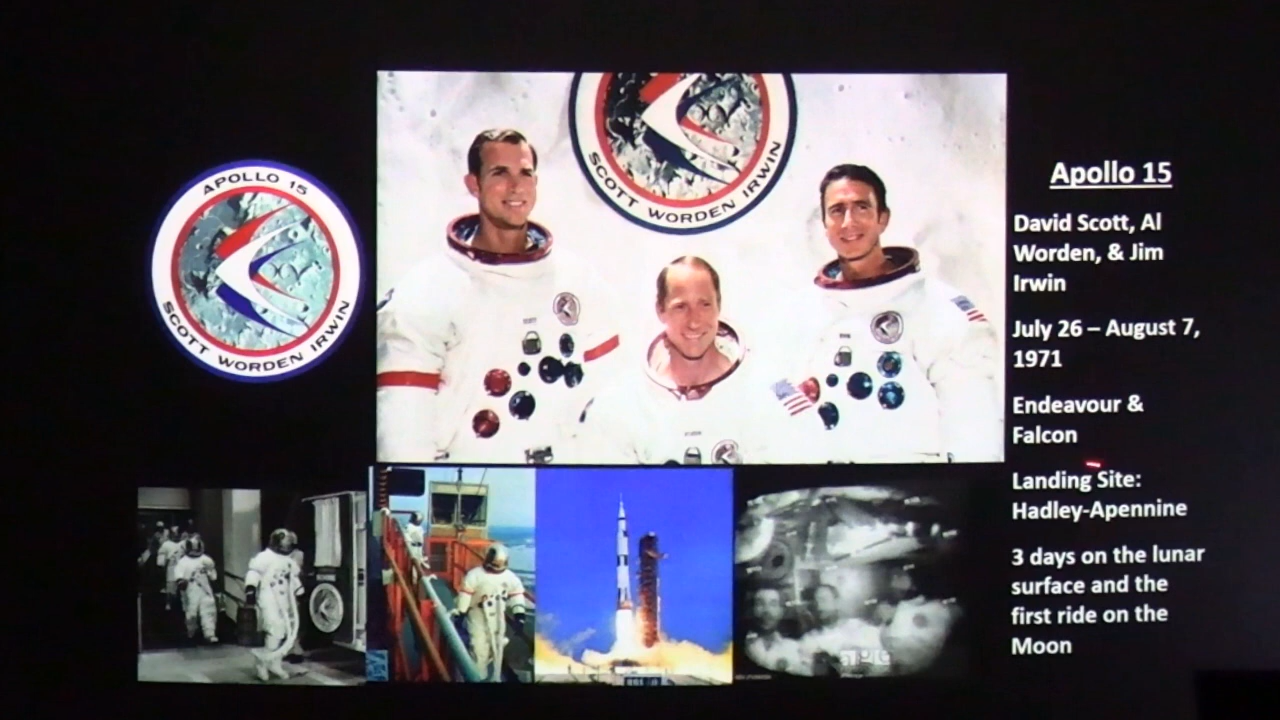 APOLLO 15
SCOTT WORDEN IRWIN
SCOTT WORDEN IRWIN
Apollo 15
David Scott, Al
Worden, & Jim
Irwin
July 26 – August 7,
1971
Endeavour &
Falcon
Landing Site:
Hadley-Apennine
3 days on the lunar
surface and the
first ride on the
Moon